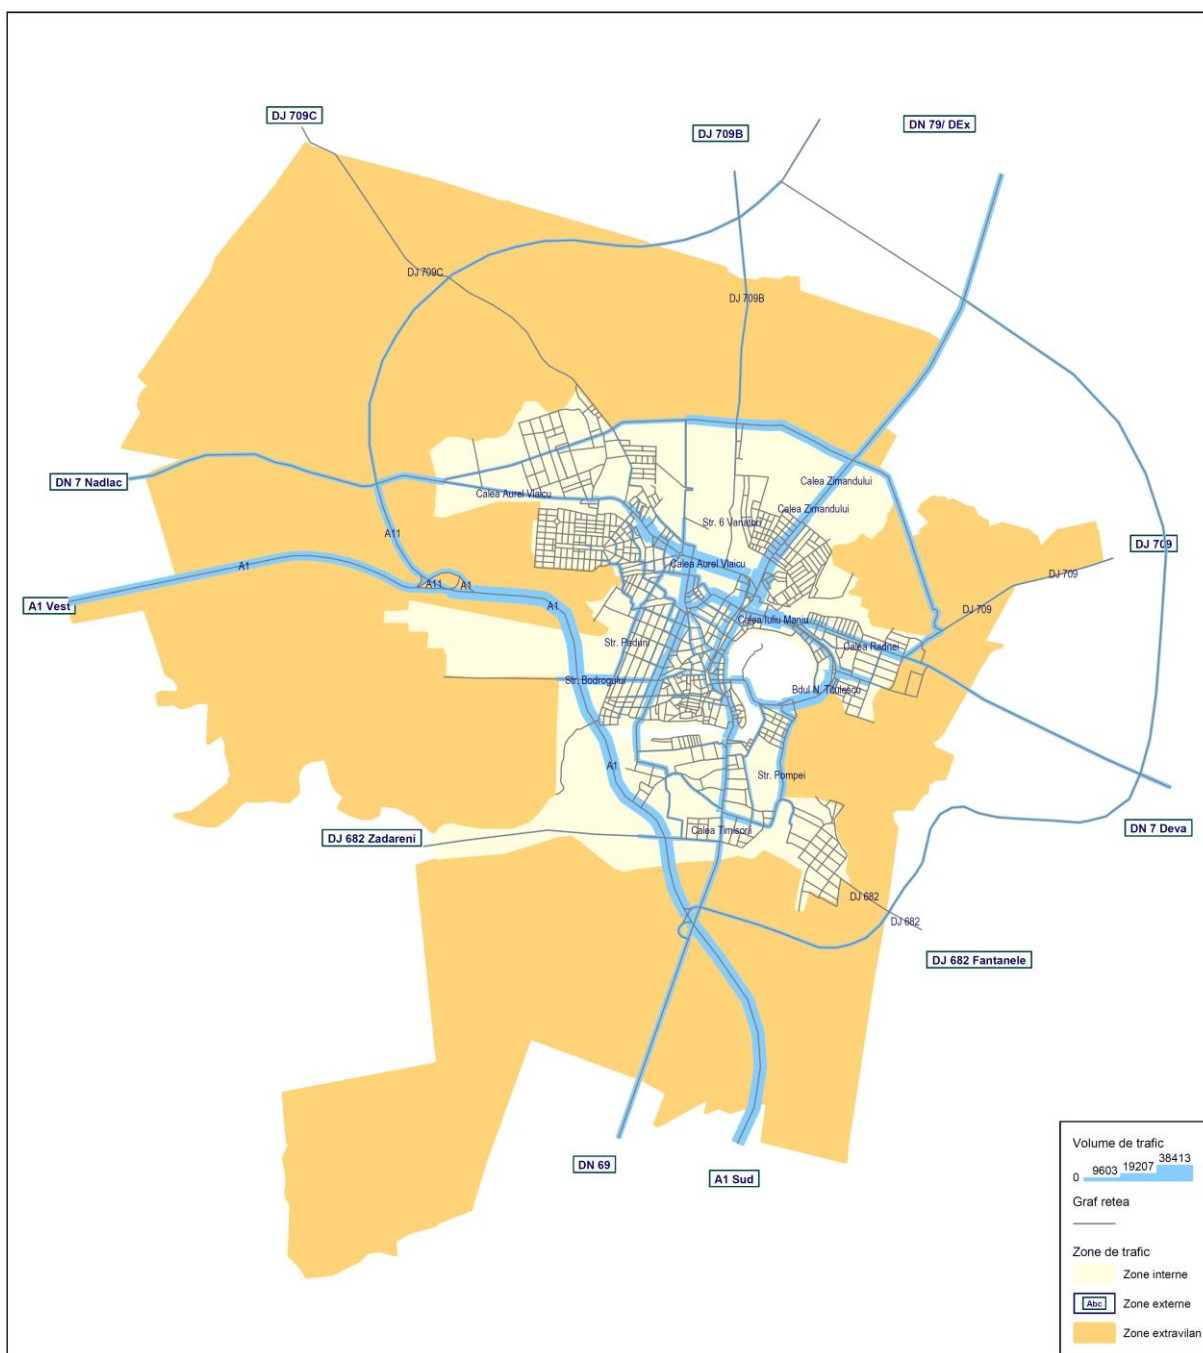 DJ 709C
DJ 709B
DN 79/ DEx
DJ 709C
DJ 709B
DN 7 Nadlac
Calea Aurel Vlaicu
Calea Zimandului
Calea Zimandului
Str. 6 Vanatori
A11
DJ 709
Calea Aurel Vlaicu
A1
A11
A1
DJ 709
A1 Vest
A1
DJ 709
Calea Iuliu Maniu
Str. Padurii
Calea Radnei
Str. Bodrogului
Bdul N. Titulescu
A1
Str. Pompei
DN 7 Deva
Calea Timisorii
DJ 682 Zadareni
DJ 682
DJ 682
DJ 682 Fantanele
DN 69
A1 Sud
Volume de trafic
0 9603 19207 38413
Graf retea
Zone de trafic
Zone interne
Abc Zone externe
Zone extravilan